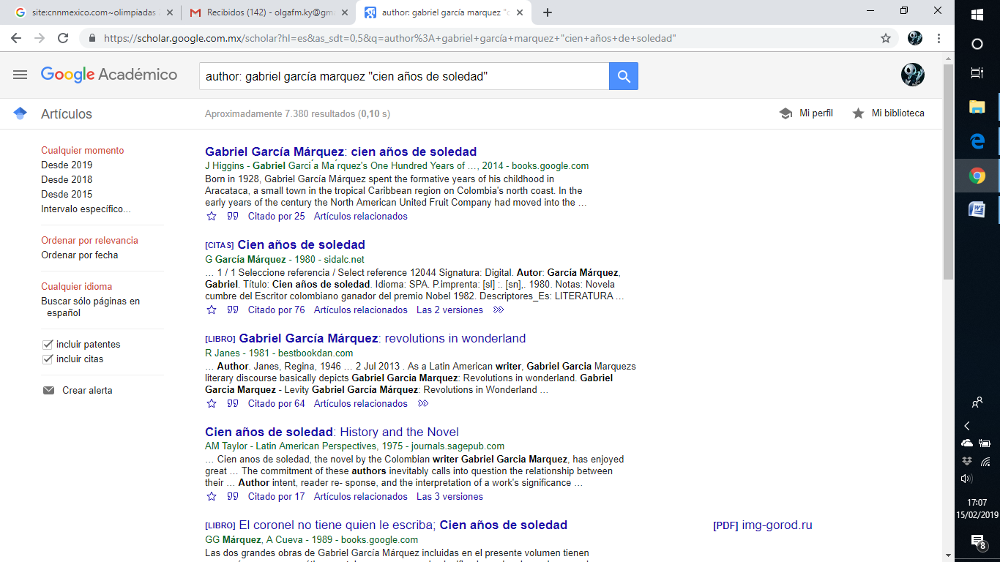 site:cnnmexico.com~olimpiadas
Recibidos (142) - olgafm.ky@gm
author: gabriel garcía marquez "c
https://scholar.google.com.mx/scholar?hl=es&as_sdt=0,5&q=author%3A+gabriel+garcía+marquez+"cien+años+de+soledad"
Google Académico
author: gabriel garcía marquez "cien años de soledad"
Artículos
Aproximadamente 7.380 resultados (0,10 s)
Mi perfil
Mi biblioteca
Cualquier momento
Desde 2019
Desde 2018
Desde 2015
Intervalo específico...
Ordenar por relevancia
Ordenar por fecha
Cualquier idioma
Buscar sólo páginas en
español
incluir patentes
incluir citas
Crear alerta
Gabriel García Márquez: cien años de soledad
J Higgins - Gabriel Garcı́a Ma ́rquez's One Hundred Years of …, 2014 - books.google.com
Born in 1928, Gabriel García Márquez spent the formative years of his childhood in
Aracataca, a small town in the tropical Caribbean region on Colombia's north coast. In the
early years of the century the North American United Fruit Company had moved into the …
Citado por 25 Artículos relacionados
[CITAS] Cien años de soledad
G García Márquez - 1980 - sidalc.net
… 1 / 1 Seleccione referencia / Select reference 12044 Signatura: Digital. Autor: García Márquez,
Gabriel. Título: Cien años de soledad. Idioma: SPA. P.imprenta: [sl] :. [sn],. 1980. Notas: Novela
cumbre del Escritor colombiano ganador del premio Nobel 1982. Descriptores_Es: LITERATURA …
Citado por 76 Artículos relacionados Las 2 versiones
[LIBRO] Gabriel García Márquez: revolutions in wonderland
R Janes - 1981 - bestbookdan.com
… Author. Janes, Regina, 1946 … 2 Jul 2013 . As a Latin American writer, Gabriel Garcia Marquezs
literary discourse basically depicts Gabriel Garcia Marquez: Revolutions in wonderland. Gabriel
Garcia Marquez - Levity Gabriel García Márquez: Revolutions in Wonderland …
Citado por 64 Artículos relacionados
Cien años de soledad: History and the Novel
AM Taylor - Latin American Perspectives, 1975 - journals.sagepub.com
… Cien anos de soledad, the novel by the Colombian writer Gabriel Garcia Marquez, has enjoyed
great … The commitment of these authors inevitably calls into question the relationship between
their … Author intent, reader re- sponse, and the interpretation of a work's significance …
Citado por 17 Artículos relacionados Las 3 versiones
[LIBRO] El coronel no tiene quien le escriba; Cien años de soledad
GG Márquez, A Cueva - 1989 - books.google.com
Las dos grandes obras de Gabriel García Márquez incluidas en el presente volumen tienen
[PDF] img-gorod.ru
17:07
15/02/2019
8